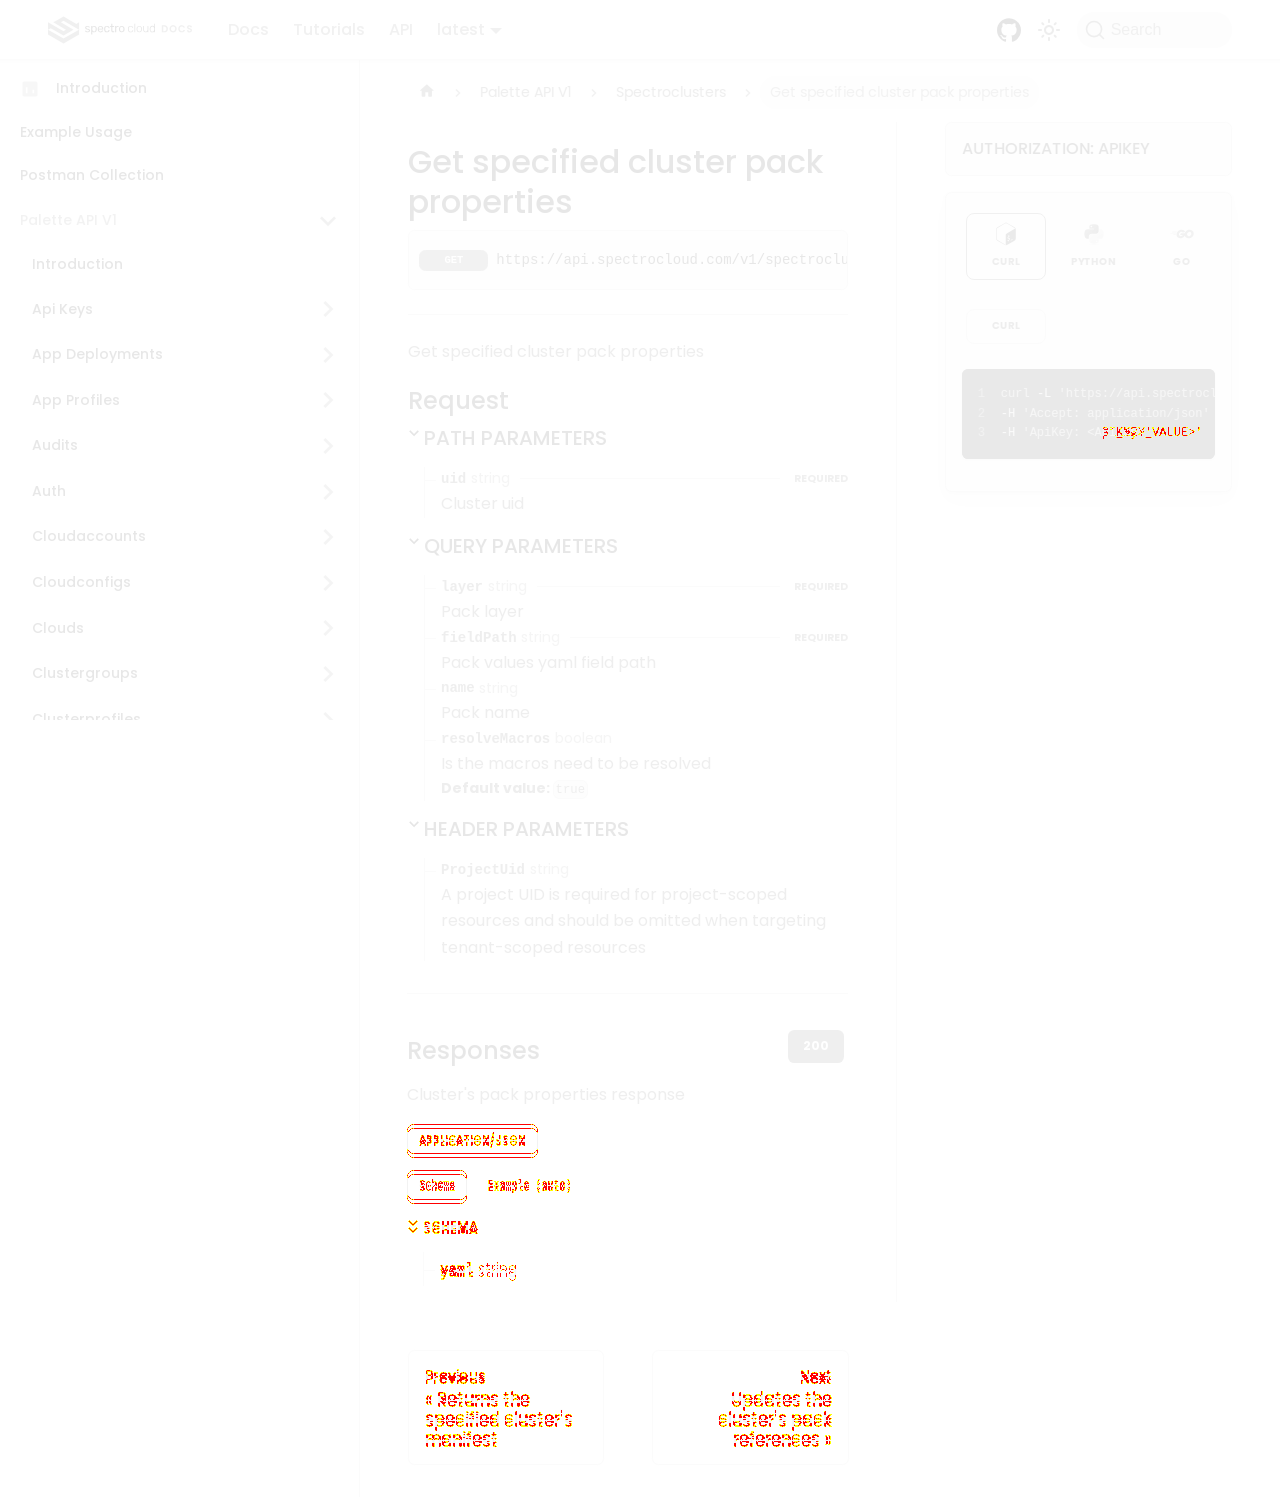 spectro cloud DOCS Docs Tutorials API latest Search
Introduction
Example Usage
Postman Collection
Palette API V1
Introduction
Api Keys
App Deployments
App Profiles
Audits
Auth
Cloudaccounts
Cloudconfigs
Clouds
Clustergroups
Clusterprofiles
Palette API V1 Spectroclusters Get specified cluster pack properties
Get specified cluster pack
properties
GET https://api.spectrocloud.com/v1/spectroclu
Get specified cluster pack properties
Request
PATH PARAMETERS
uid string REQUIRED
Cluster uid
QUERY PARAMETERS
layer string REQUIRED
Pack layer
fieldPath string REQUIRED
Pack values yaml field path
name string
Pack name
resolveMacros boolean
Is the macros need to be resolved
Default value: true
HEADER PARAMETERS
ProjectUid string
A project UID is required for project-scoped
resources and should be omitted when targeting
tenant-scoped resources
Responses 200
Cluster's pack properties response
APPLICATION/JSON
Schema Example (auto)
SCHEMA
yaml string
Previous
« Returns the
specified cluster's
manifest
Next
Updates the
cluster's pack
references »
AUTHORIZATION: APIKEY
CURL PYTHON GO
CURL
1 curl -L 'https://api.spectrocl
2 -H 'Accept: application/json'
3 -H 'ApiKey: